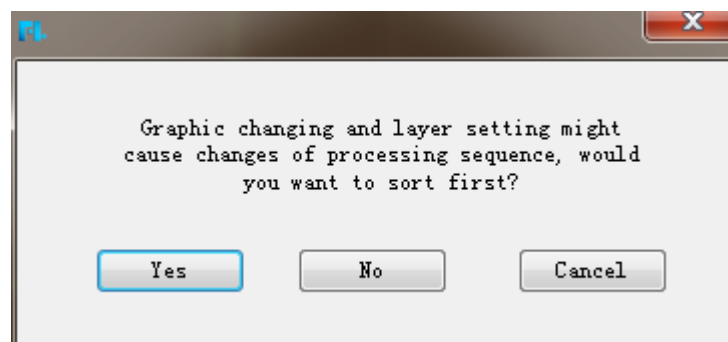 Graphic changing and layer setting might
cause changes of processing sequence, would
you want to sort first?
Yes No Cancel